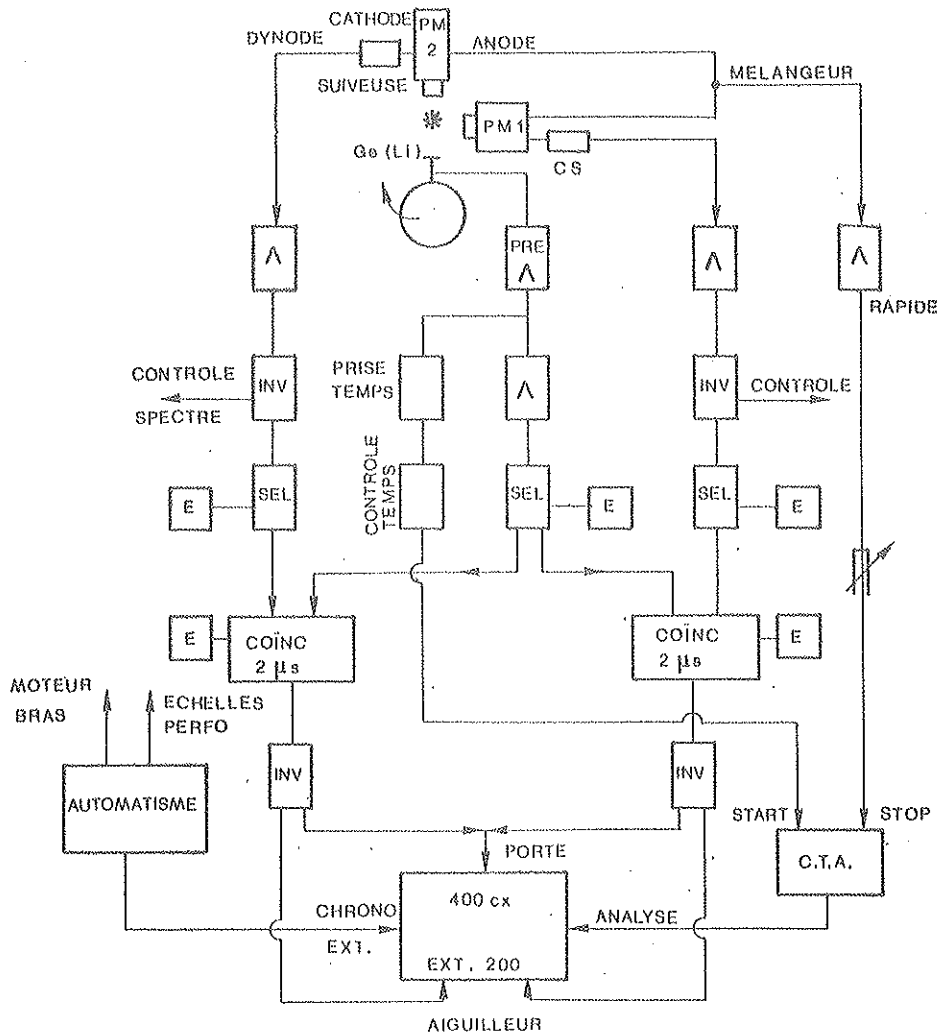 CATHODE
PM
2
DYNODE
ANODE
SUIVEUSE
MELANGEUR
PM1
Ge (Li)
CS
Λ
PRE
Λ
Λ
Λ
RAPIDE
CONTROLE
SPECTRE
INV
PRISE
TEMPS
Λ
INV
CONTROLE
E
SEL
CONTROLE
TEMPS
SEL
E
SEL
E
E
COÏNC
2 µs
COÏNC
2 µs
E
MOTEUR
BRAS
ECHELLES
PERFO
AUTOMATISME
INV
INV
START
STOP
PORTE
C.T.A.
400 cx
CHRONO
EXT.
ANALYSE
EXT. 200
AIGUILLEUR